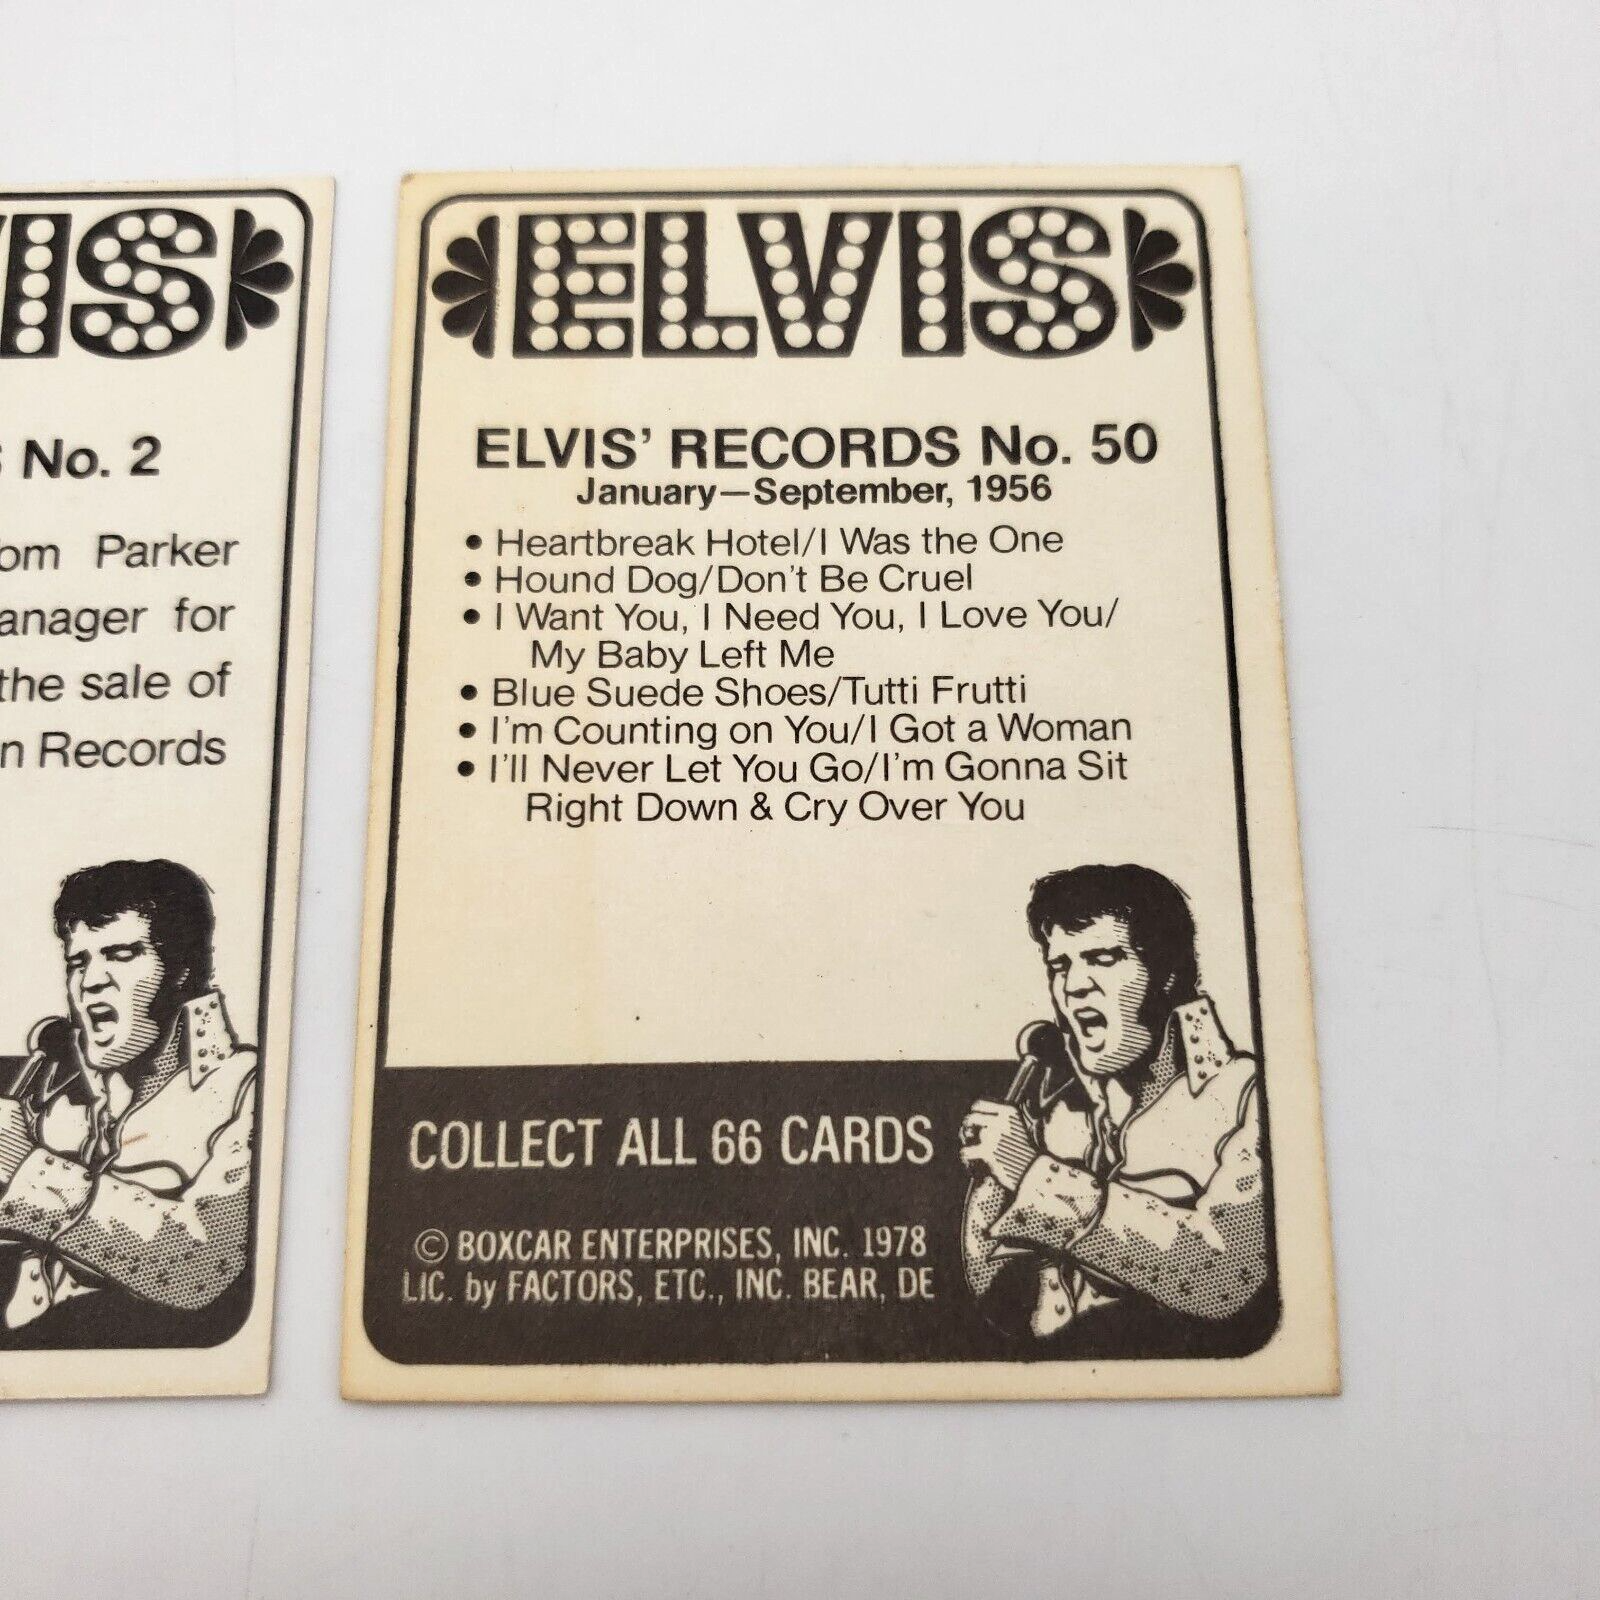 No. 2
Parker
for
the sale of
Records
ELVIS
ELVIS' RECORDS No. 50
January—September, 1956
• Heartbreak Hotel/I Was the One
• Hound Dog/Don't Be Cruel
• I Want You, I Need You, I Love You/
My Baby Left Me
• Blue Suede Shoes/Tutti Frutti
• I'm Counting on You/I Got a Woman
• I'll Never Let You Go/I'm Gonna Sit
Right Down & Cry Over You
COLLECT ALL 66 CARDS
© BOXCAR ENTERPRISES, INC. 1978
LIC. by FACTORS, ETC., INC. BEAR, DE